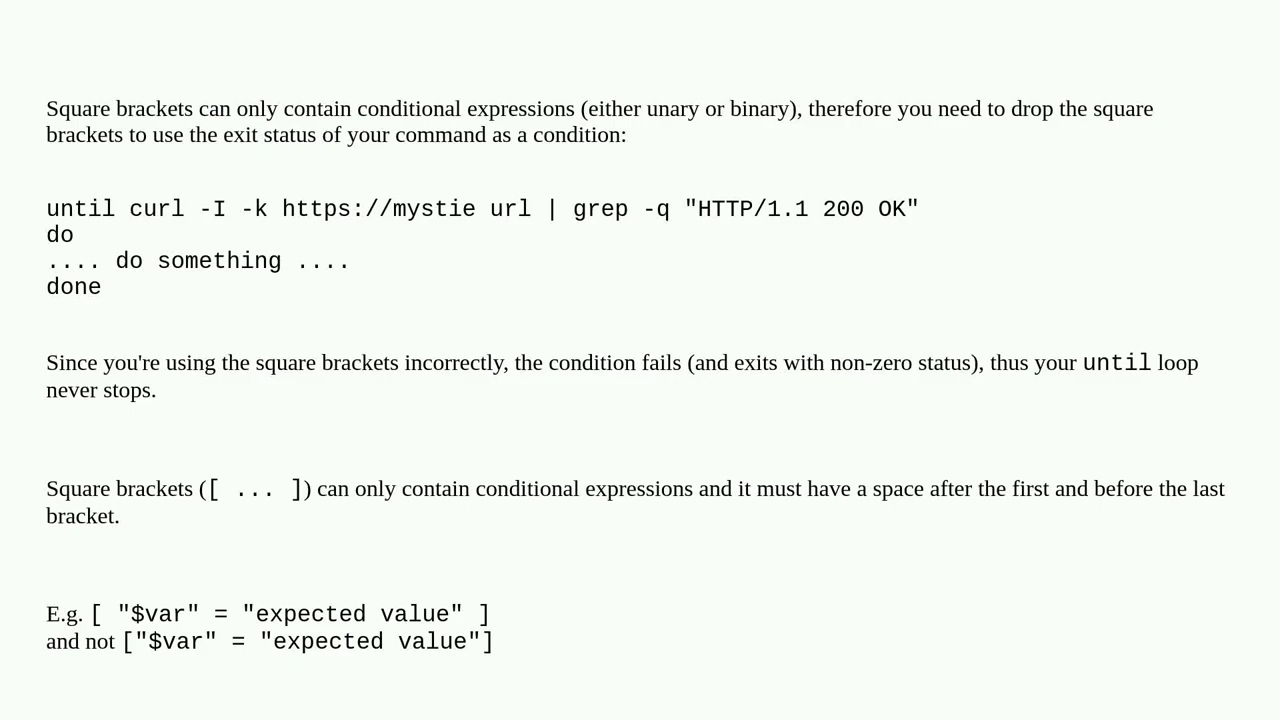 Square brackets can only contain conditional expressions (either unary or binary), therefore you need to drop the square
brackets to use the exit status of your command as a condition:
until curl -I -k https://mystie url | grep -q "HTTP/1.1 200 OK"
do
.... do something ....
done
Since you're using the square brackets incorrectly, the condition fails (and exits with non-zero status), thus your until loop
never stops.
Square brackets ([ ... ]) can only contain conditional expressions and it must have a space after the first and before the last
bracket.
E.g. [ "$var" = "expected value" ]
and not ["$var" = "expected value"]